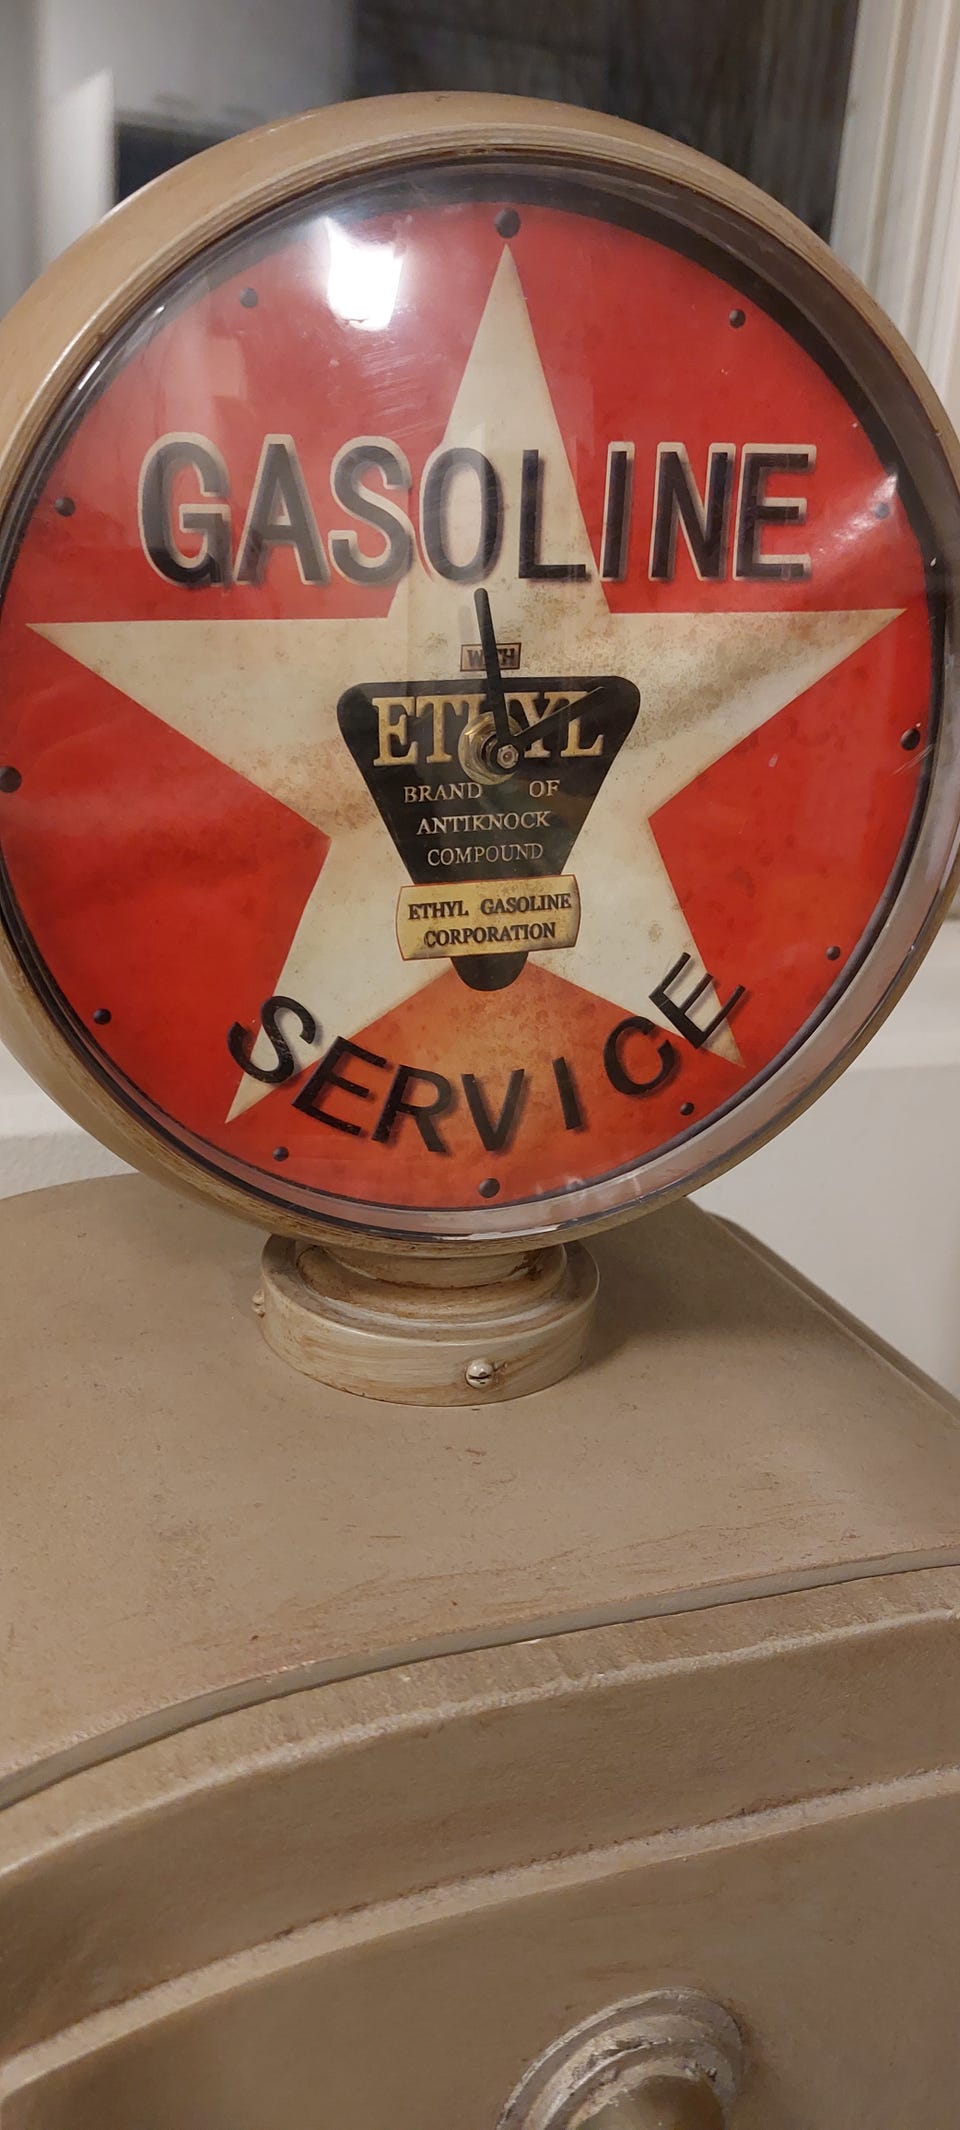 GASOLINE
WITH
ETHYL
BRAND OF
ANTIKNOCK
COMPOUND
ETHYL GASOLINE
CORPORATION
SERVICE